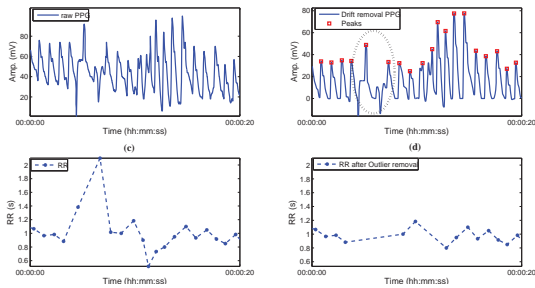 raw PPG
Amp. (mV)
100
80
60
40
20
00:00:00
00:00:20
Time (hh:mm:ss)
(c)
Drift removal PPG
Peaks
Amp. (mV)
80
60
40
20
0
00:00:00
00:00:20
Time (hh:mm:ss)
(d)
RR
RR (s)
2
1.8
1.6
1.4
1.2
1
0.8
0.6
00:00:00
00:00:20
Time (hh:mm:ss)
RR after Outlier removal
RR (s)
2
1.8
1.6
1.4
1.2
1
0.8
0.6
00:00:00
00:00:20
Time (hh:mm:ss)